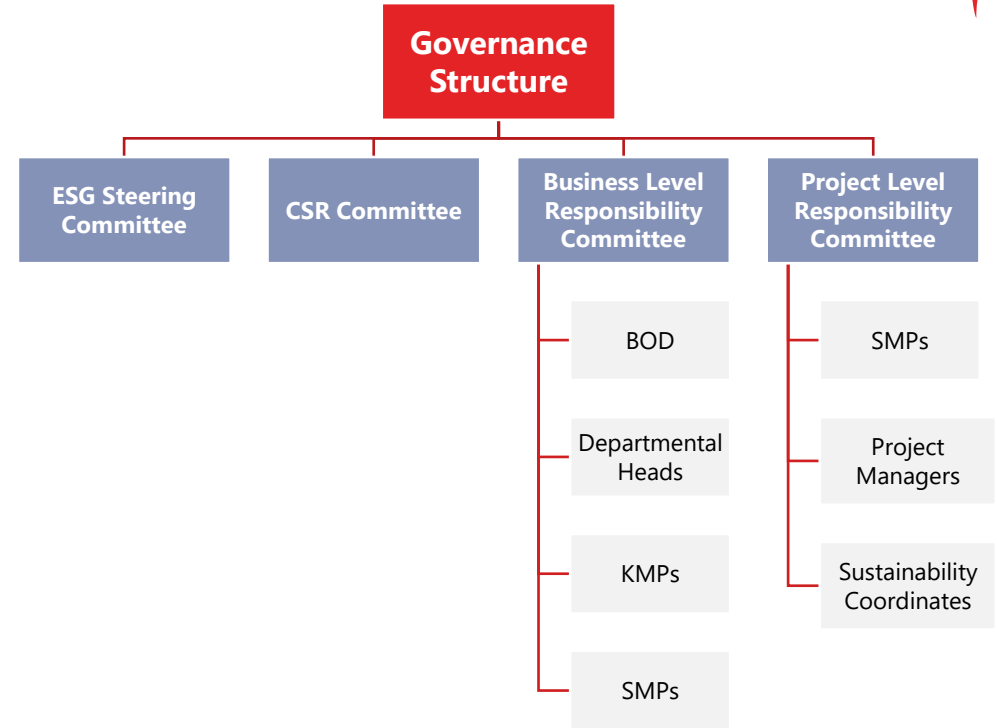 Governance
Structure
ESG Steering
Committee
CSR Committee
Business Level
Responsibility
Committee
Project Level
Responsibility
Committee
BOD
Departmental
Heads
KMPs
SMPs
SMPs
Project
Managers
Sustainability
Coordinates